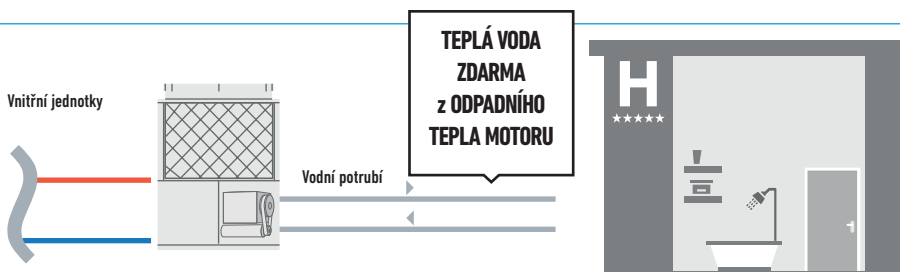 TEPLÁ VODA
ZDARMA
z ODPADNÍHO
TEPLA MOTORU
Vnitřní jednotky
Vodní potrubí
H
★★★★★